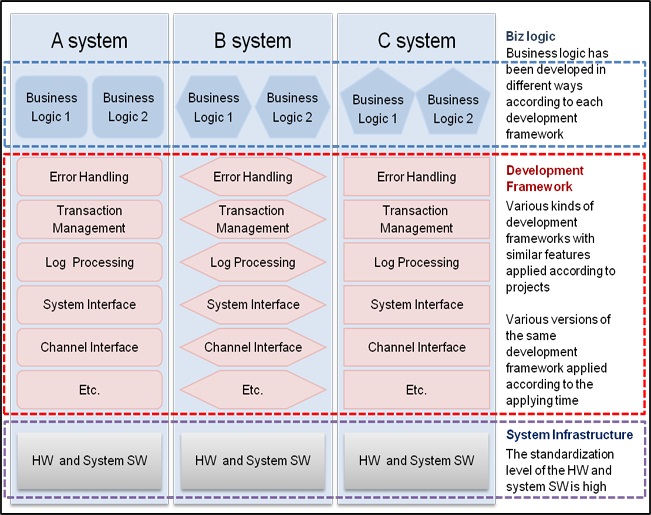 A system
B system
C system
Biz logic
Business logic has
been developed in
different ways
according to each
development
framework
Business
Logic 1
Business
Logic 2
Business
Logic 1
Business
Logic 2
Business
Logic 1
Business
Logic 2
Error Handling
Transaction
Management
Log Processing
System Interface
Channel Interface
Etc.
Error Handling
Transaction
Management
Log Processing
System Interface
Channel Interface
Etc.
Error Handling
Transaction
Management
Log Processing
System Interface
Channel Interface
Etc.
Development
Framework
Various kinds of
development
frameworks with
similar features
applied according to
projects
Various versions of
the same
development
framework applied
according to the
applying time
HW and System SW
HW and System SW
HW and System SW
System Infrastructure
The standardization
level of the HW and
system SW is high